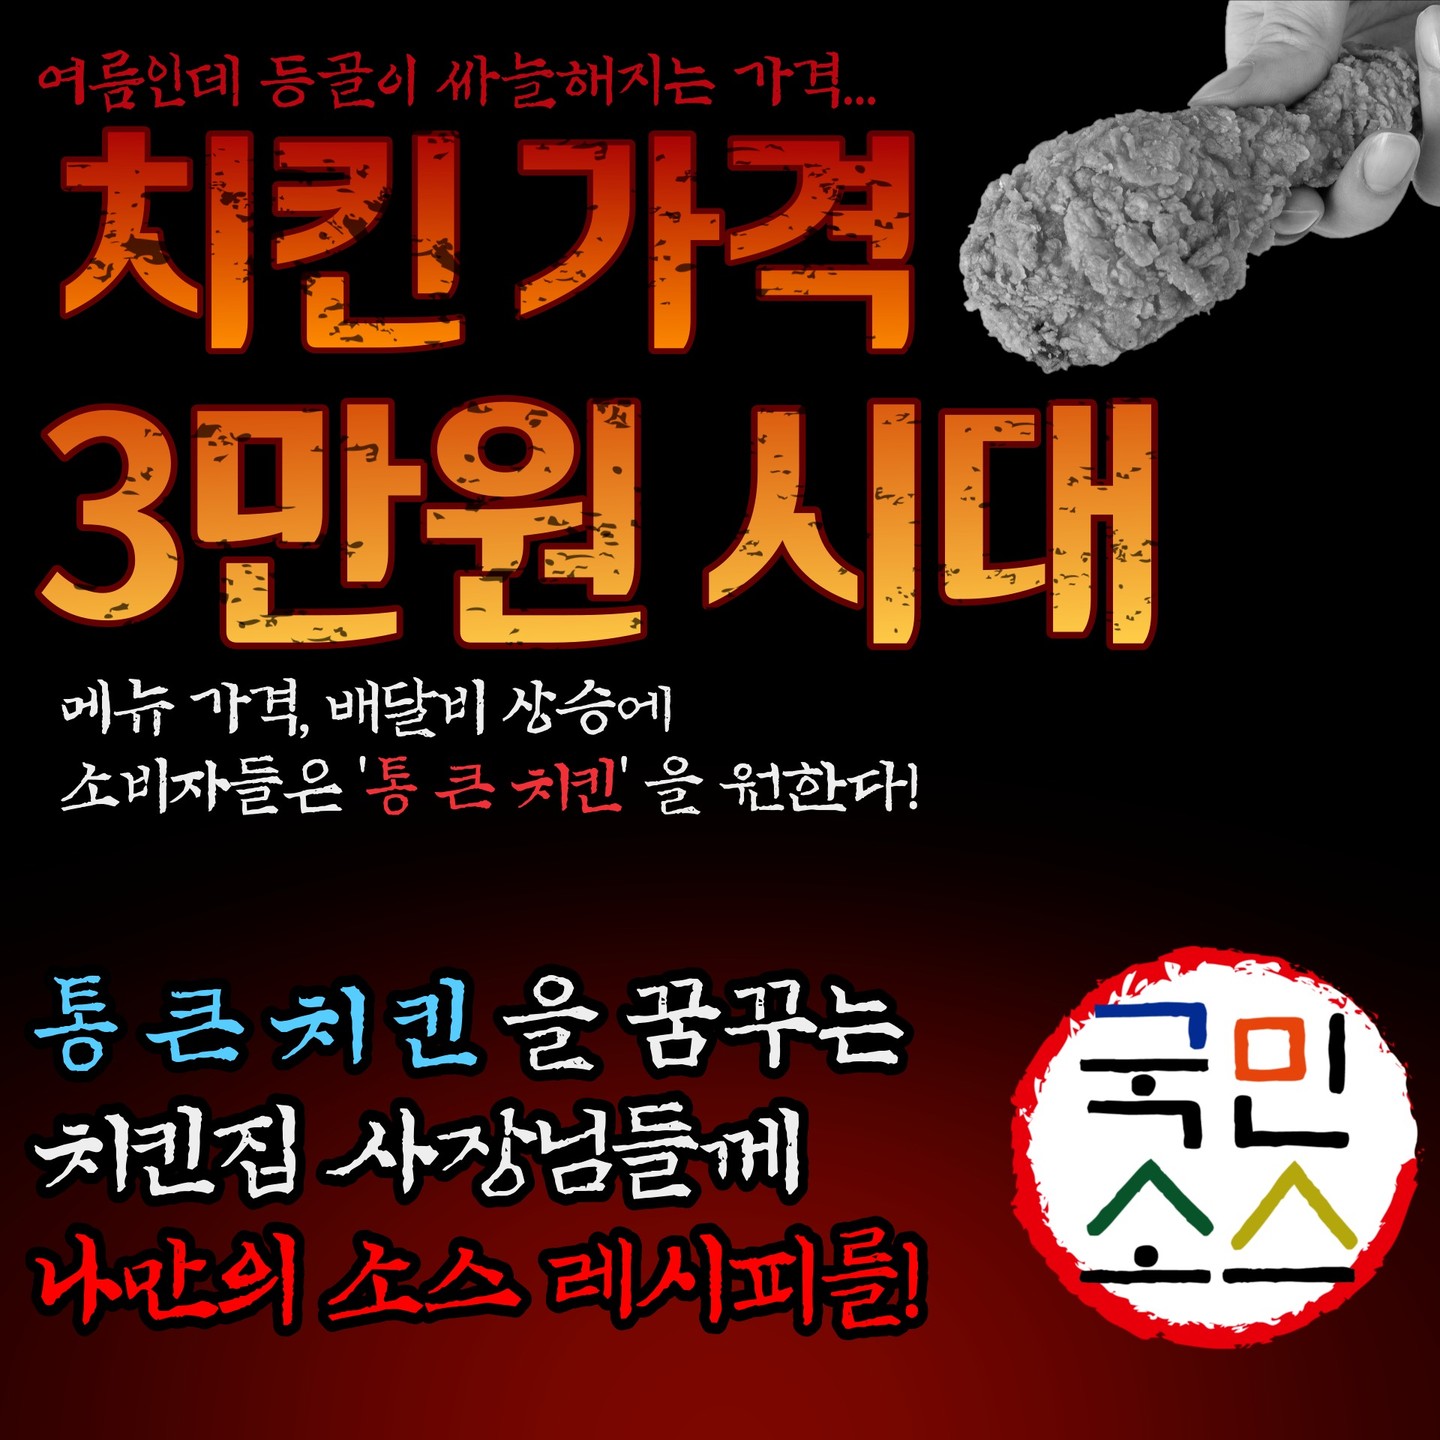 여름인데 등골이 싸늘해지는 가격...
치킨 가격
3만원 시대
메뉴 가격, 배달비 상승에
소비자들은 '통 큰 치킨' 을 원한다!
통 큰 치킨 을 꿈꾸는
치킨집 사장님들께
나만의 소스 레시피를!
국민
소스